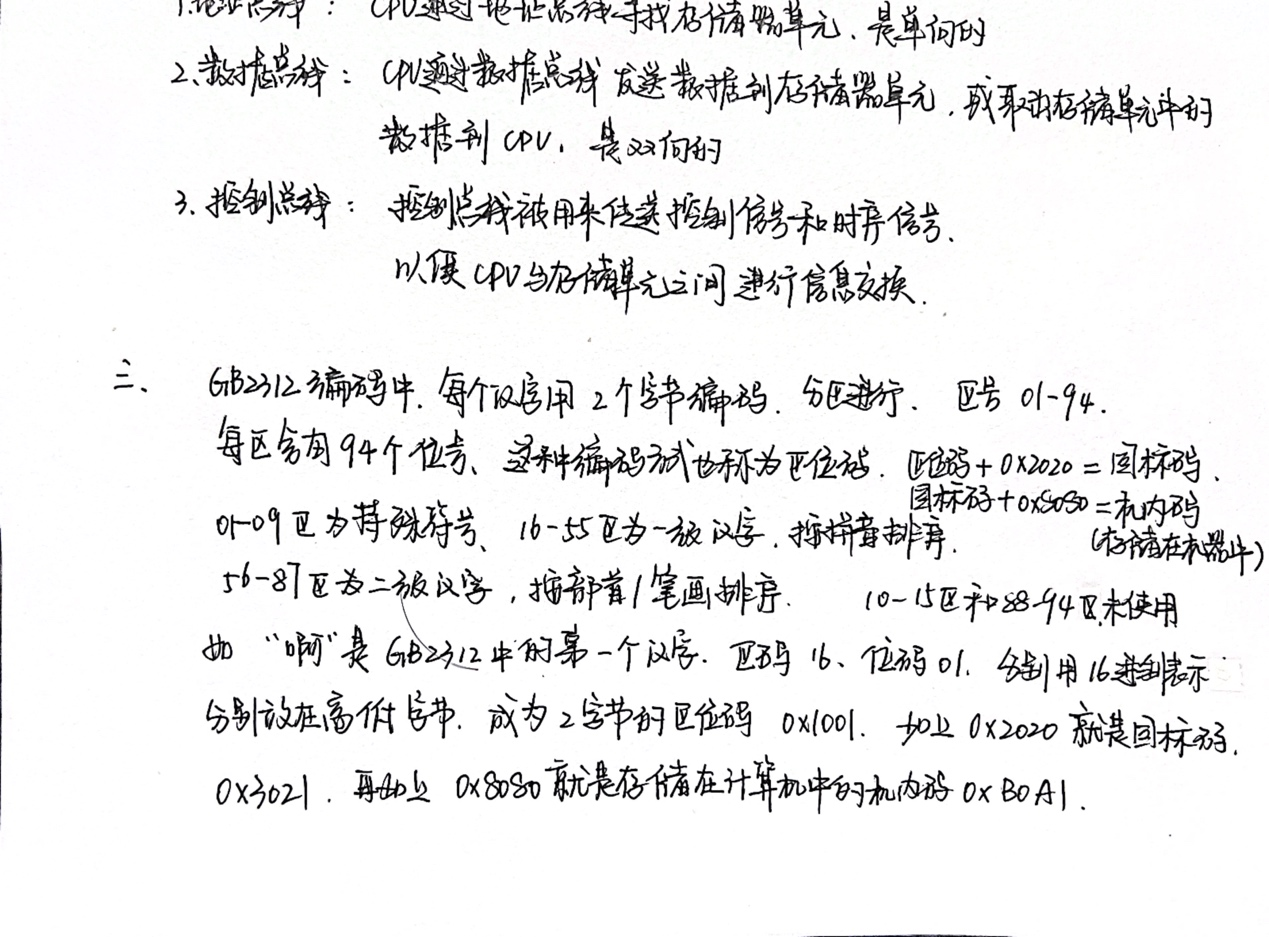 1.地址总线： CPU通过地址总线寻找存储器单元、是单向的
2、数据总线： CPU通过数据总线发送数据到存储器单元，或取的存储单元中的
数据到CPU，是双向的
3、控制总线： 控制总线被用来传送控制信号和时序信号、
以便CPU与存储单元之间进行信息交换．
三、 GB2312编码中．每个汉字用2个字节编码．分区进行． 区号01-94．
每区含有94个位号、这种编码方式也称为区位码．区位码+0x2020=国标码．
国标码+0x8080=机内码
01-09区为特殊符号、16-55区为一级汉字．按拼音排序．
(存储在机器中)
56-87区为二级汉字，按部首/笔画排序． 10-15区和88-94区未使用
如“啊”是GB2312中的第一个汉字．区码16、位码01．分别用16进制表示
分别放在高低字节．成为2字节的区位码 0x1001．加上0x2020就是国标码．
0x3021．再加上0x8080就是存储在计算机中的机内码0xB0A1．